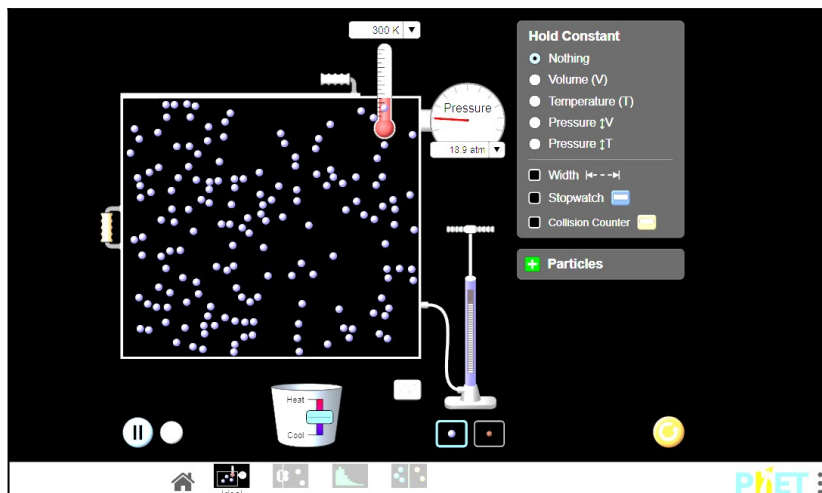 300 K
Hold Constant
Nothing
Volume (V)
Temperature (T)
Pressure ↕V
Pressure ↕T
Width
Stopwatch
Collision Counter
Pressure
18.9 atm
Particles
Heat
Cool
Ideal
PhET